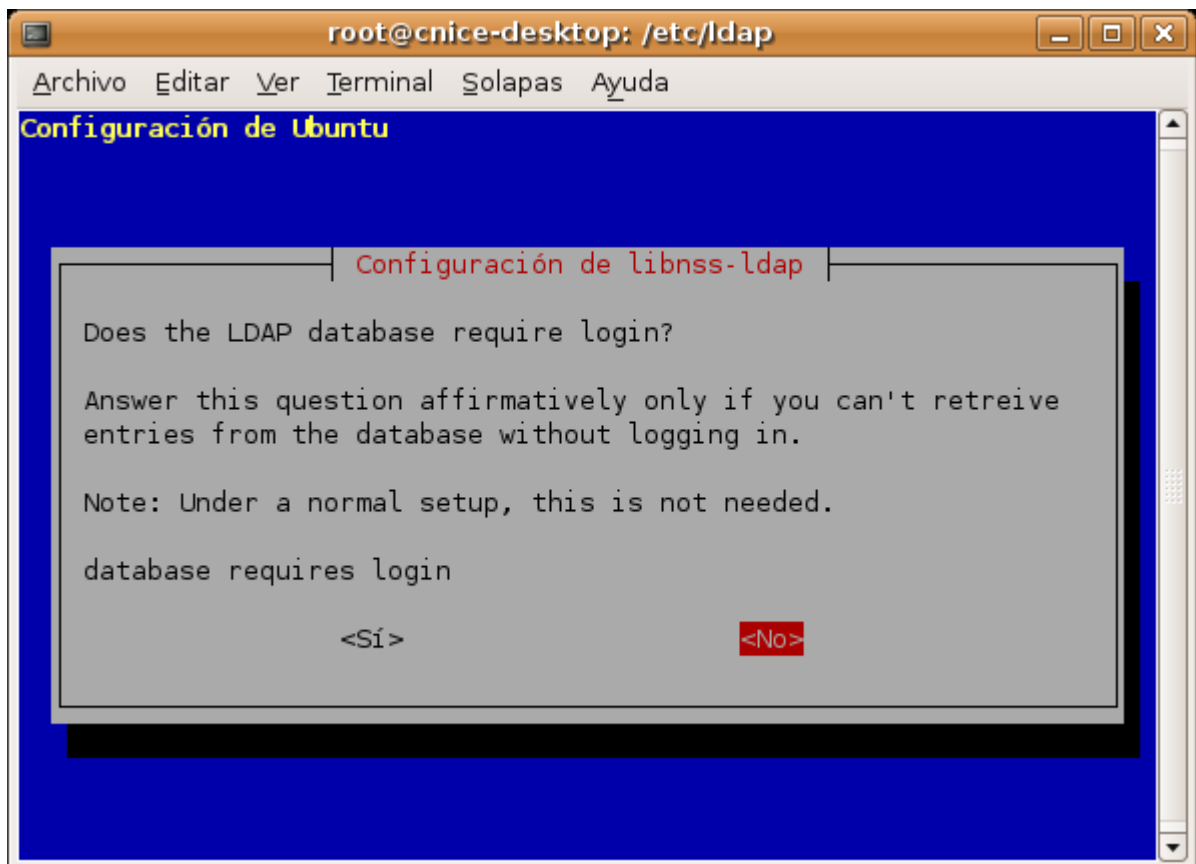 root@cnice-desktop: /etc/ldap
Archivo Editar Ver Terminal Solapas Ayuda
Configuración de Ubuntu
Configuración de libnss-ldap
Does the LDAP database require login?
Answer this question affirmatively only if you can't retreive
entries from the database without logging in.
Note: Under a normal setup, this is not needed.
database requires login
<Sí> <No>